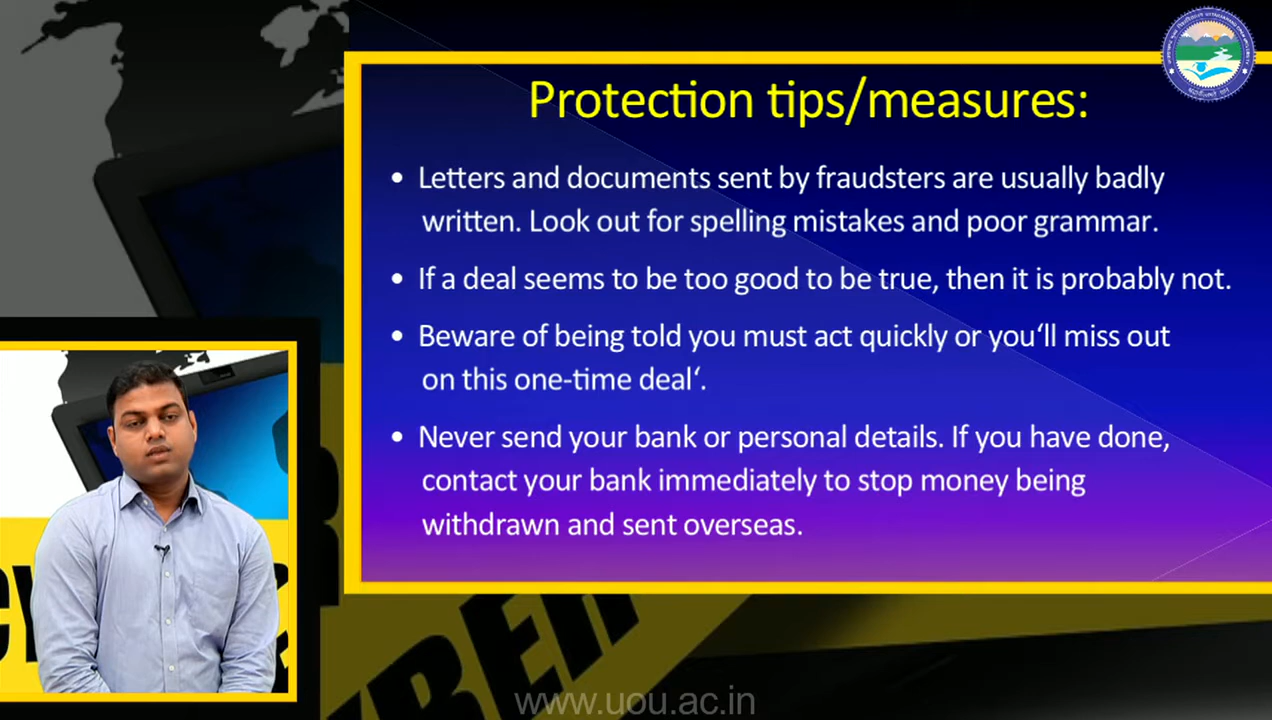 Protection tips/measures:
• Letters and documents sent by fraudsters are usually badly
written. Look out for spelling mistakes and poor grammar.
• If a deal seems to be too good to be true, then it is probably not.
• Beware of being told you must act quickly or you‘ll miss out
on this one-time deal‘.
• Never send your bank or personal details. If you have done,
contact your bank immediately to stop money being
withdrawn and sent overseas.
CYBER
www.uou.ac.in